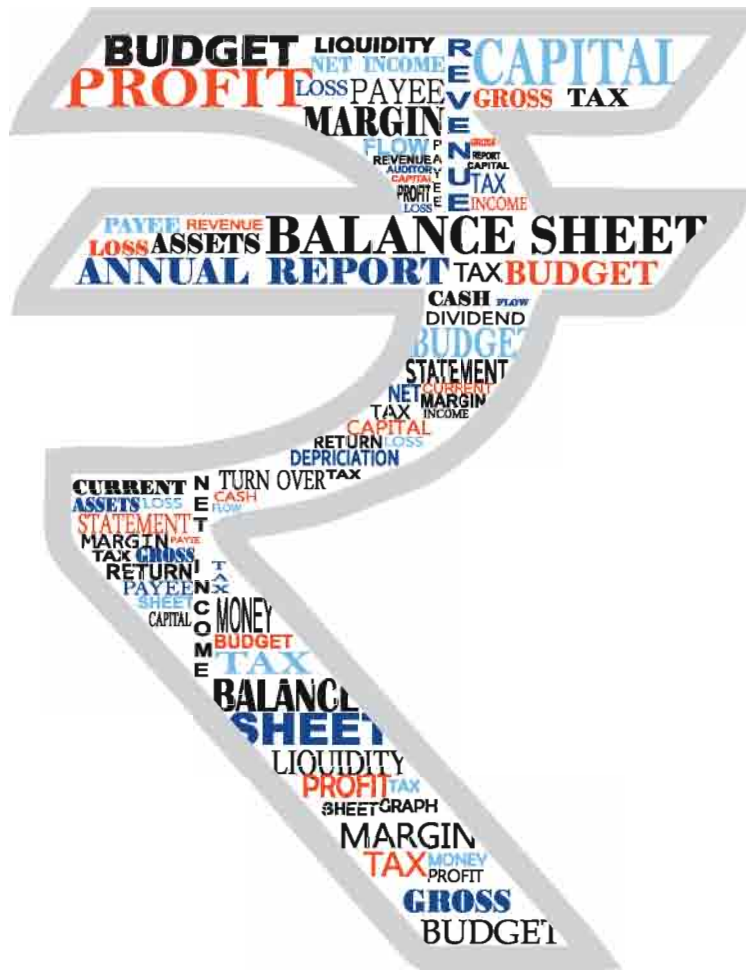 BUDGET LIQUIDITY
NET INCOME
CAPITAL
PROFIT LOSS PAYEE
REVENUE
GROSS TAX
MARGIN
FLOW
PAYEE
REVENUE
AUDITORY
CAPITAL
PROFIT
LOSS
GROSS
REPORT
CAPITAL
TAX
INCOME
PAYEE REVENUE
LOSS ASSETS BALANCE SHEET
ANNUAL REPORT TAX BUDGET
CASH FLOW
DIVIDEND
BUDGET
STATEMENT
NET CURRENT
MARGIN
TAX INCOME
CAPITAL
RETURN LOSS
DEPRICIATION
TURN OVER TAX
CURRENT
NET INCOME
CASH
FLOW
ASSETS LOSS
STATEMENT
MARGIN PAYEE
TAX GROSS
RETURN
TAX
PAYEE
SHEET
CAPITAL
MONEY
BUDGET
TAX
BALANCE
SHEET
LIQUIDITY
PROFIT TAX
SHEET GRAPH
MARGIN
TAX MONEY
PROFIT
GROSS
BUDGET